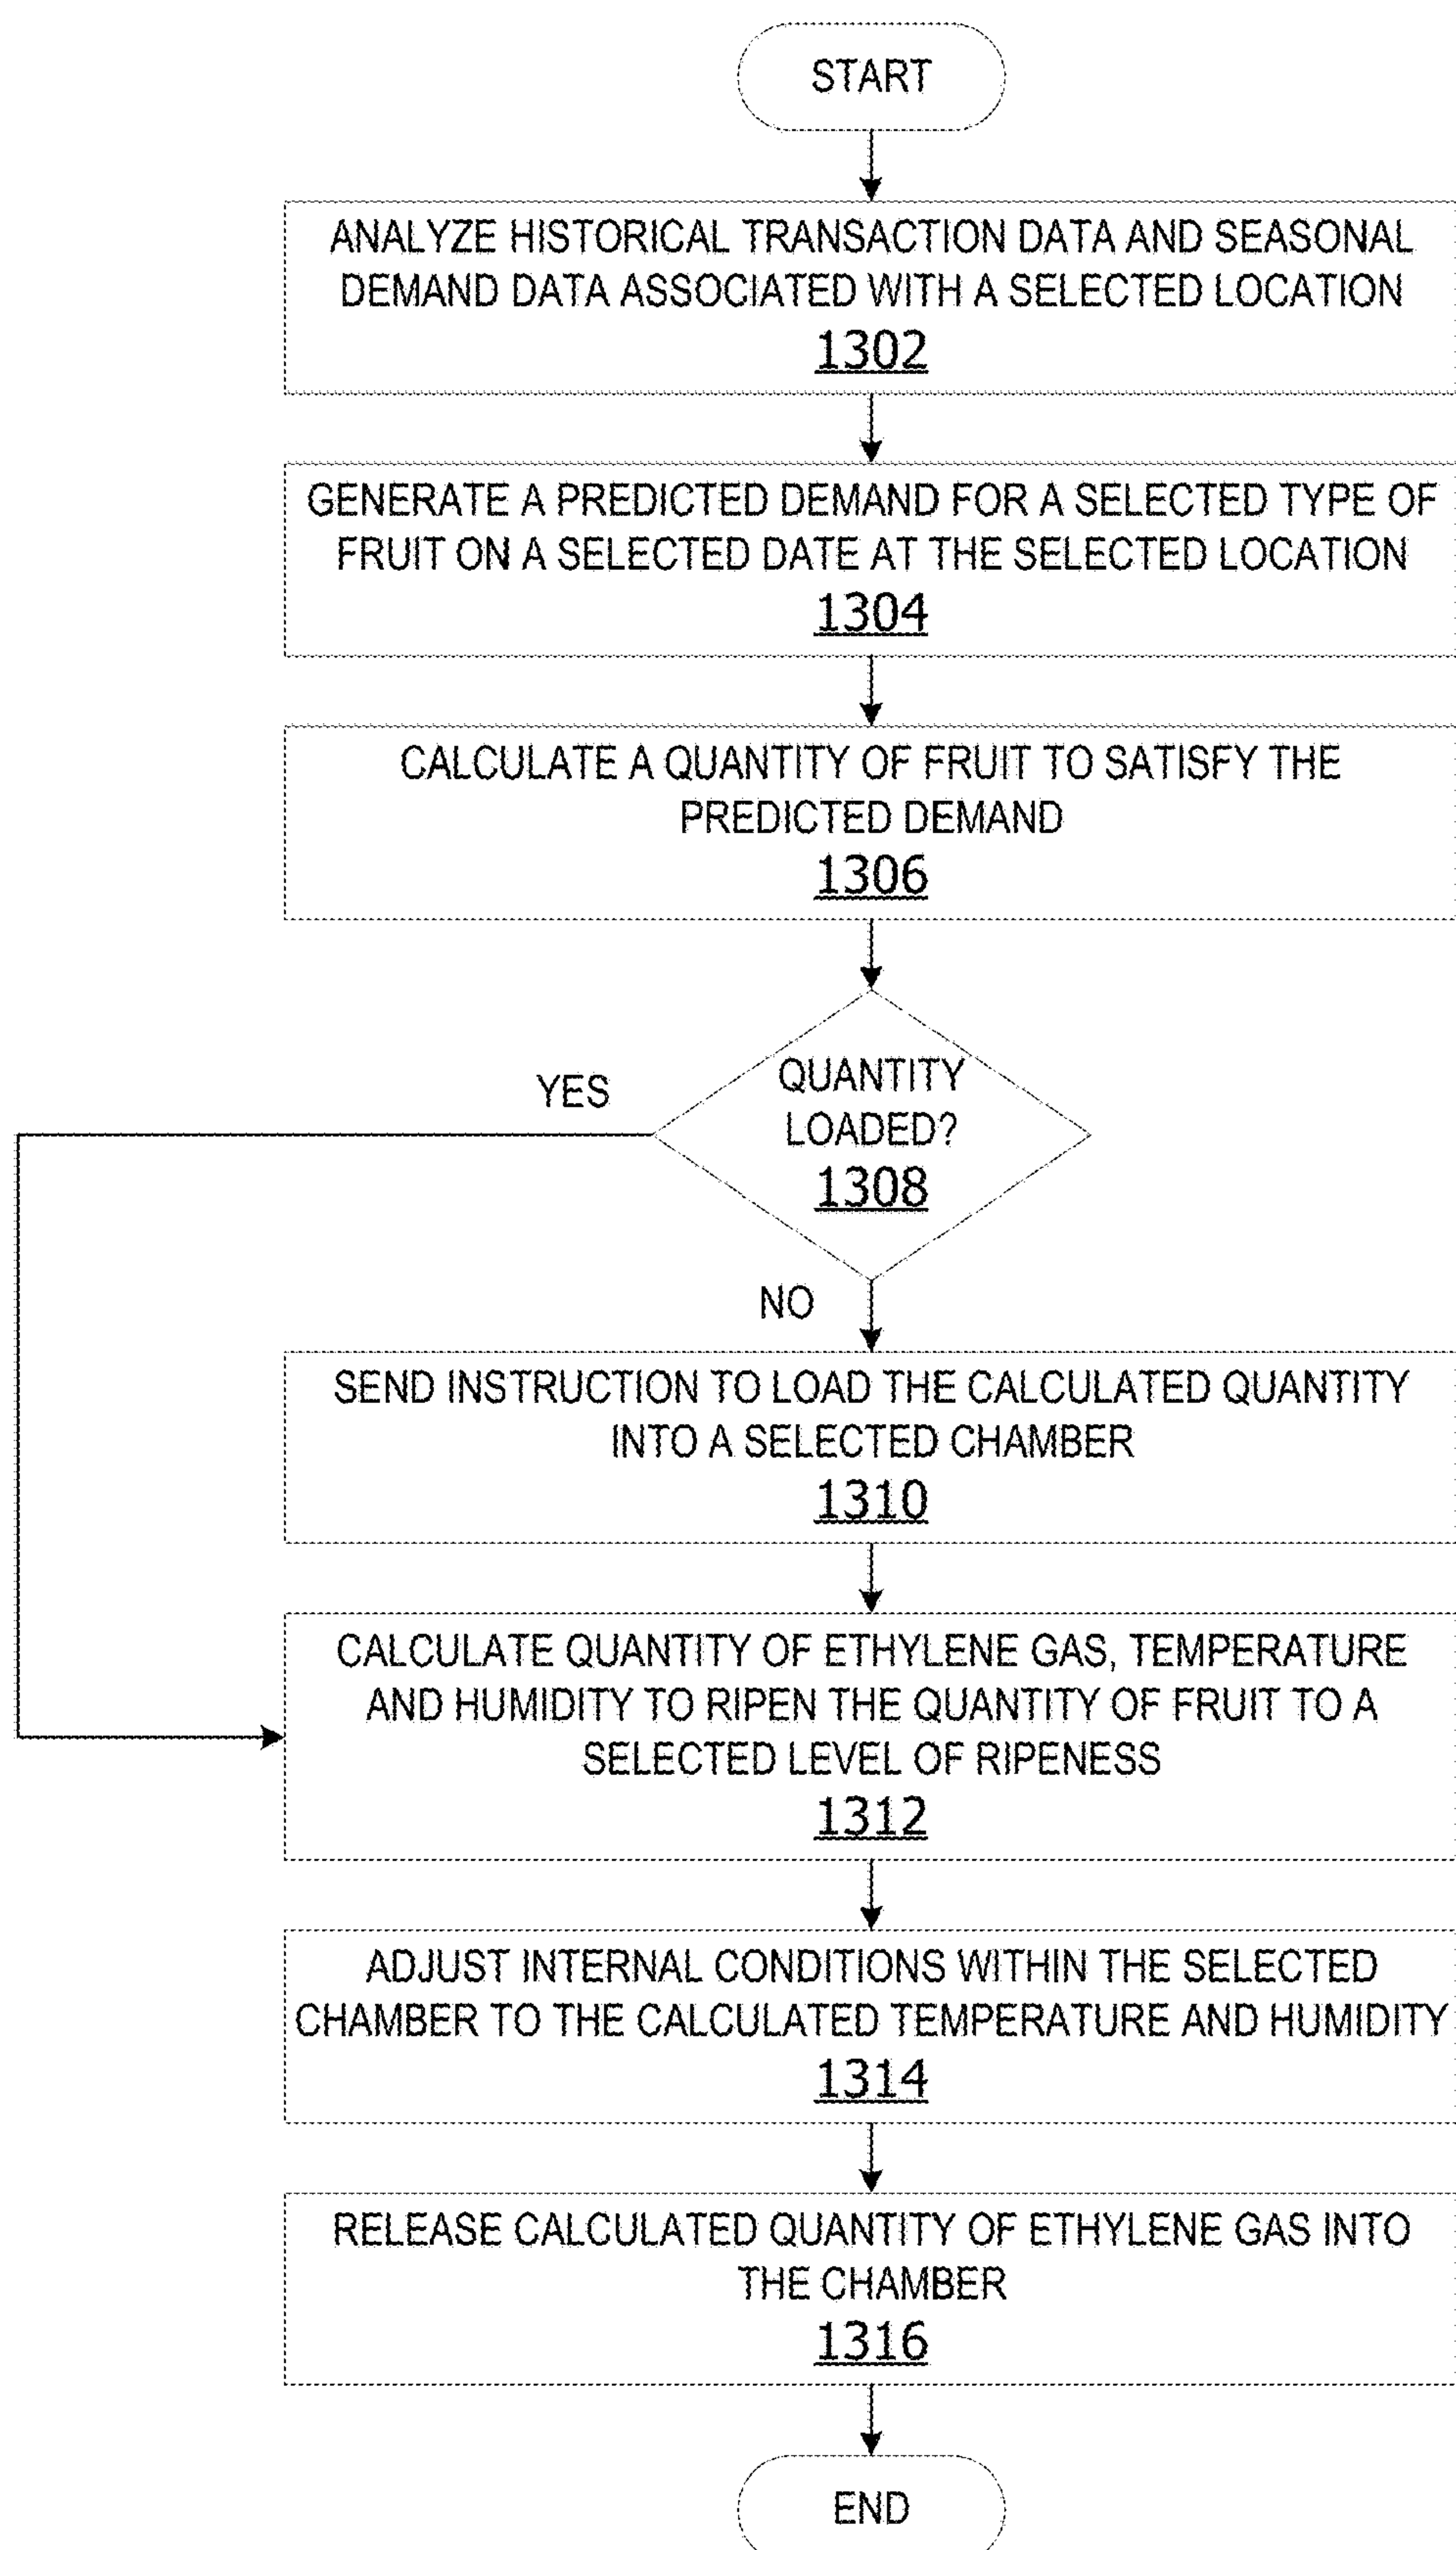 START
ANALYZE HISTORICAL TRANSACTION DATA AND SEASONAL
DEMAND DATA ASSOCIATED WITH A SELECTED LOCATION
1302
GENERATE A PREDICTED DEMAND FOR A SELECTED TYPE OF
FRUIT ON A SELECTED DATE AT THE SELECTED LOCATION
1304
CALCULATE A QUANTITY OF FRUIT TO SATISFY THE
PREDICTED DEMAND
1306
YES
QUANTITY
LOADED?
1308
NO
SEND INSTRUCTION TO LOAD THE CALCULATED QUANTITY
INTO A SELECTED CHAMBER
1310
CALCULATE QUANTITY OF ETHYLENE GAS, TEMPERATURE
AND HUMIDITY TO RIPEN THE QUANTITY OF FRUIT TO A
SELECTED LEVEL OF RIPENESS
1312
ADJUST INTERNAL CONDITIONS WITHIN THE SELECTED
CHAMBER TO THE CALCULATED TEMPERATURE AND HUMIDITY
1314
RELEASE CALCULATED QUANTITY OF ETHYLENE GAS INTO
THE CHAMBER
1316
END